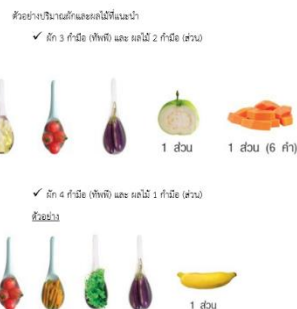 ตัวอย่างปริมาณผักและผลไม้ที่แนะนำ
✓ ผัก 3 กำมือ (ทัพพี) และ ผลไม้ 2 กำมือ (ส่วน)
1 ส่วน 1 ส่วน (6 คำ)
✓ ผัก 4 กำมือ (ทัพพี) และ ผลไม้ 1 กำมือ (ส่วน)
ตัวอย่าง
1 ส่วน